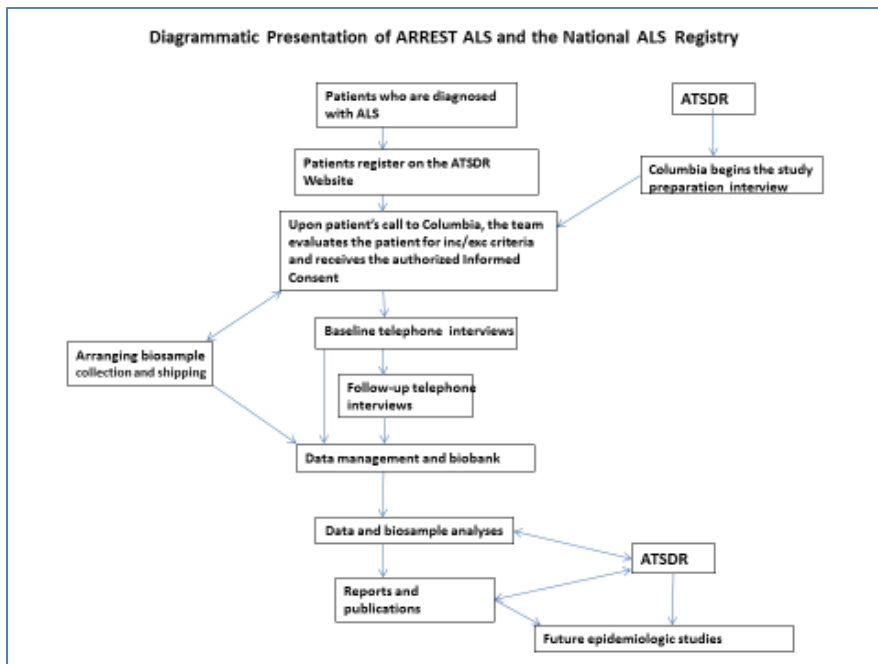 Diagrammatic Presentation of ARREST ALS and the National ALS Registry
Patients who are diagnosed
with ALS
ATSDR
Patients register on the ATSDR
Website
Columbia begins the study
preparation interview
Upon patient's call to Columbia, the team
evaluates the patient for inc/exc criteria
and receives the authorized Informed
Consent
Baseline telephone interviews
Arranging biosample
collection and shipping
Follow-up telephone
interviews
Data management and biobank
Data and biosample analyses
ATSDR
Reports and
publications
Future epidemiologic studies